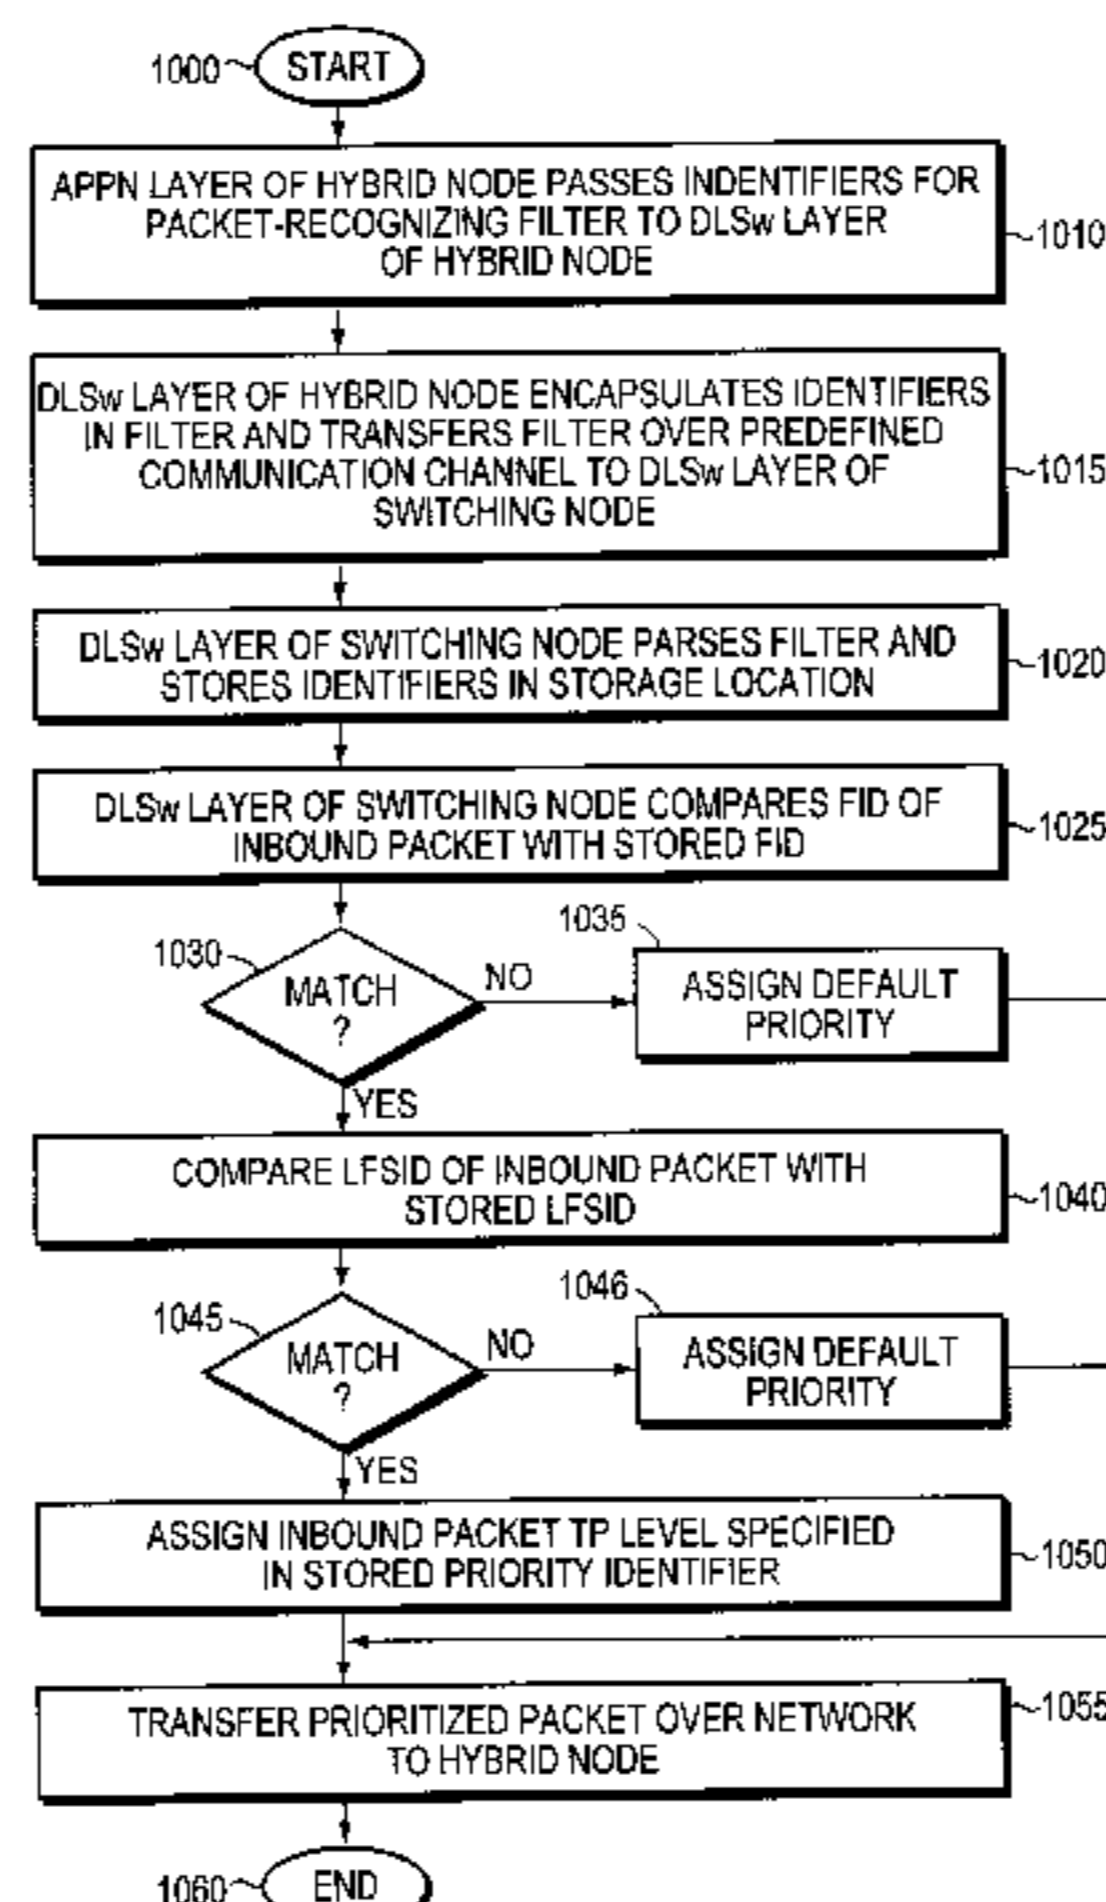 1000
START
APPN LAYER OF HYBRID NODE PASSES INDENTIFIERS FOR
PACKET-RECOGNIZING FILTER TO DLSw LAYER
OF HYBRID NODE
1010
DLSw LAYER OF HYBRID NODE ENCAPSULATES IDENTIFIERS
IN FILTER AND TRANSFERS FILTER OVER PREDEFINED
COMMUNICATION CHANNEL TO DLSw LAYER OF
SWITCHING NODE
1015
DLSw LAYER OF SWITCHING NODE PARSES FILTER AND
STORES IDENTIFIERS IN STORAGE LOCATION
1020
DLSw LAYER OF SWITCHING NODE COMPARES FID OF
INBOUND PACKET WITH STORED FID
1025
1030
MATCH
?
NO
1035
ASSIGN DEFAULT
PRIORITY
YES
COMPARE LFSID OF INBOUND PACKET WITH
STORED LFSID
1040
1045
MATCH
?
NO
1046
ASSIGN DEFAULT
PRIORITY
YES
ASSIGN INBOUND PACKET TP LEVEL SPECIFIED
IN STORED PRIORITY IDENTIFIER
1050
TRANSFER PRIORITIZED PACKET OVER NETWORK
TO HYBRID NODE
1055
1060
END